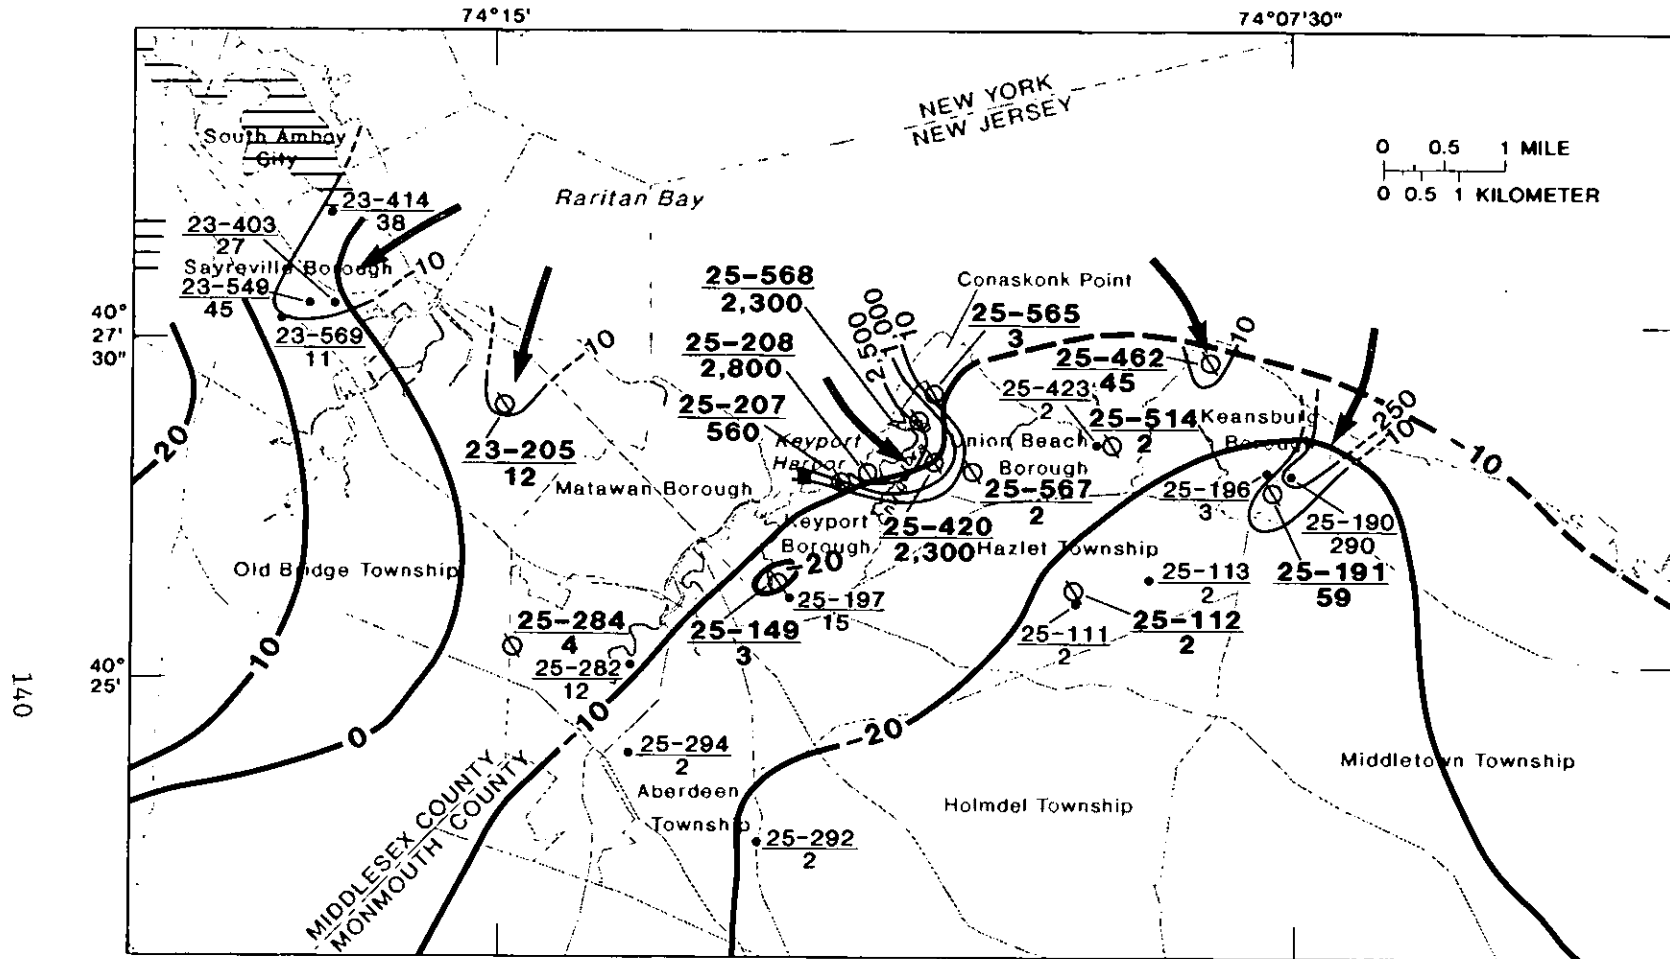 74°15'
74°07'30"
NEW YORK
NEW JERSEY
0 0.5 1 MILE
0 0.5 1 KILOMETER
South Amboy
City
Raritan Bay
23-414
38
23-403
27
Sayreville Borough
10
23-549
45
23-569
11
40°
27'
30"
10
23-205
12
25-568
2,300
25-208
2,800
25-207
560
2,500
1,000
10
Conaskonk Point
25-565
3
25-462
45
10
25-423
2
25-514
2
Keansburg
Borough
250
10
-10
Keyport
Harbor
Union Beach
Borough
25-567
2
25-196
3
25-190
290
25-191
59
20
Matawan Borough
Keyport
Borough
25-420
2,300
Hazlet Township
-20
25-197
15
25-149
3
25-113
2
25-111
2
25-112
2
Old Bridge Township
25-284
4
25-282
12
10
40°
25'
0
-10
-20
25-294
2
Aberdeen
Township
25-292
2
Holmdel Township
Middletown Township
MIDDLESEX COUNTY
MONMOUTH COUNTY
140